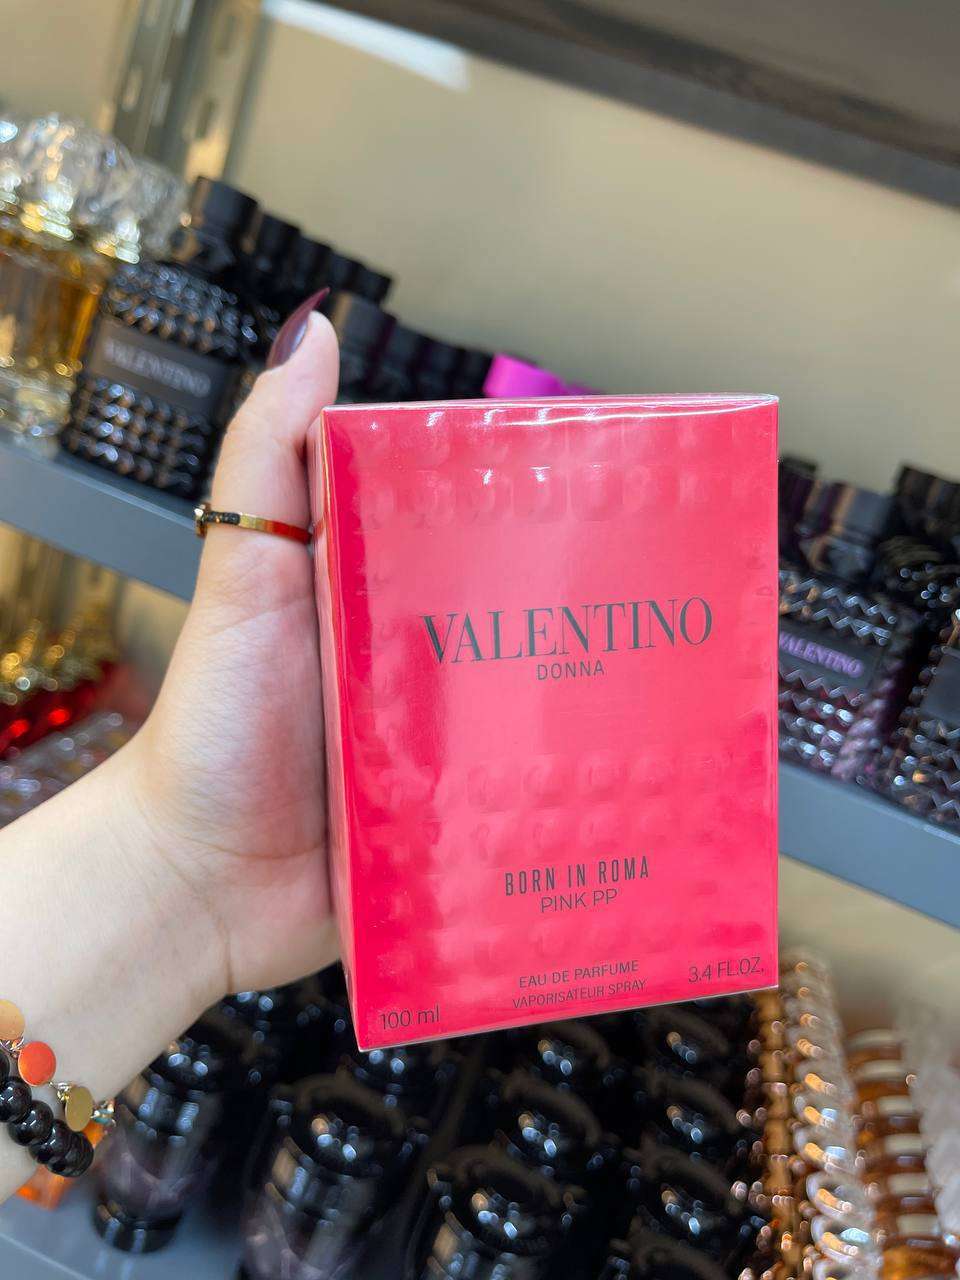 VALENTINO
VALENTINO
DONNA
VALENTINO
BORN IN ROMA
PINK PP
EAU DE PARFUME
VAPORISATEUR SPRAY
100 ml
3.4 FL.OZ.